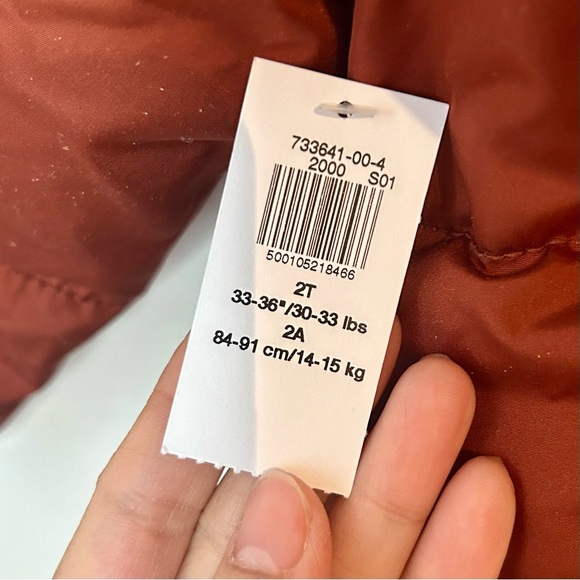 733641-00-4
2000 S01
500105218466
2T
33-36"/30-33 lbs
2A
84-91 cm/14-15 kg